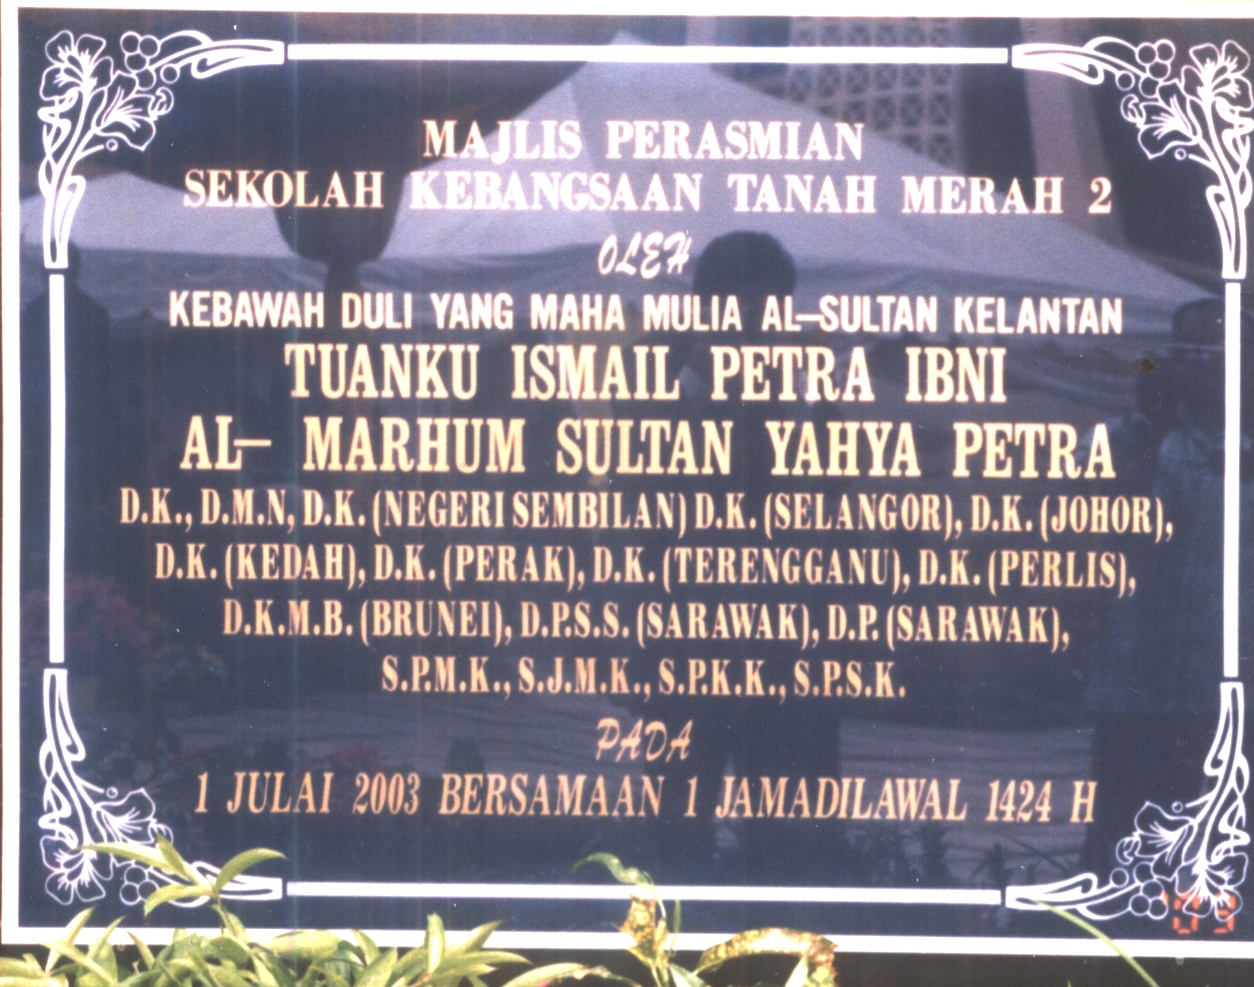 MAJLIS PERASMIAN
SEKOLAH KEBANGSAAN TANAH MERAH 2
OLEH
KEBAWAH DULI YANG MAHA MULIA AL-SULTAN KELANTAN
TUANKU ISMAIL PETRA IBNI
AL- MARHUM SULTAN YAHYA PETRA
D.K., D.M.N, D.K. (NEGERI SEMBILAN) D.K. (SELANGOR), D.K. (JOHOR),
D.K. (KEDAH), D.K. (PERAK), D.K. (TERENGGANU), D.K. (PERLIS),
D.K.M.B. (BRUNEI), D.P.S.S. (SARAWAK), D.P. (SARAWAK),
S.P.M.K., S.J.M.K., S.P.K.K., S.P.S.K.
PADA
1 JULAI 2003 BERSAMAAN 1 JAMADILAWAL 1424 H